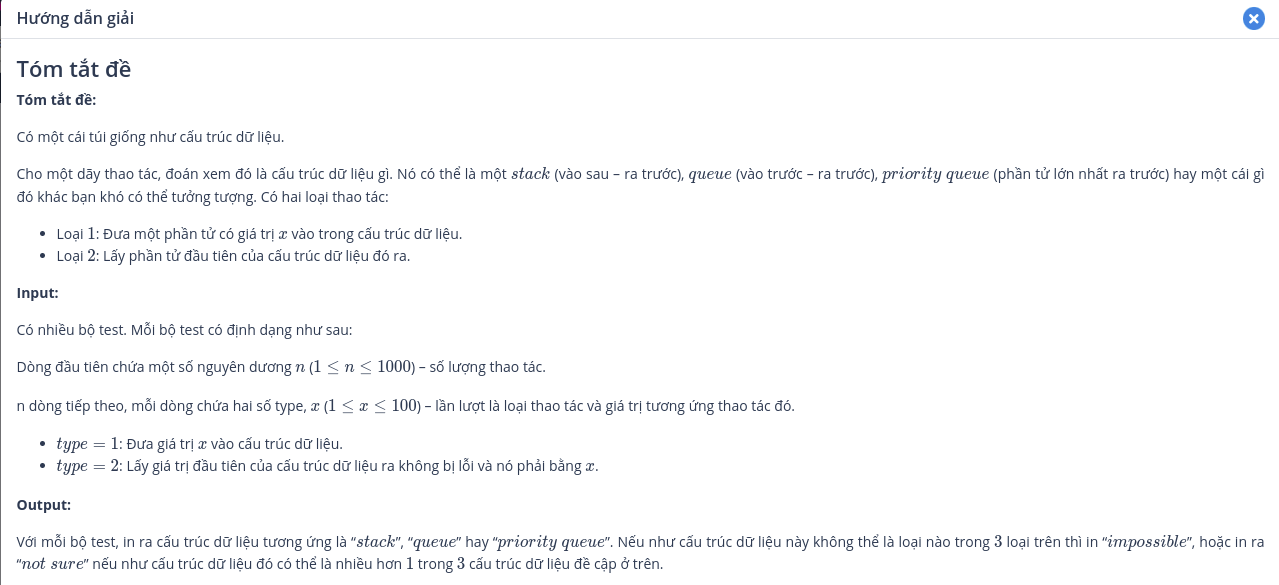 Hướng dẫn giải
Tóm tắt đề
Tóm tắt đề:
Có một cái túi giống như cấu trúc dữ liệu.
Cho một dãy thao tác, đoán xem đó là cấu trúc dữ liệu gì. Nó có thể là một stack (vào sau – ra trước), queue (vào trước – ra trước), priority queue (phần tử lớn nhất ra trước) hay một cái gì
đó khác bạn khó có thể tưởng tượng. Có hai loại thao tác:
• Loại 1: Đưa một phần tử có giá trị x vào trong cấu trúc dữ liệu.
• Loại 2: Lấy phần tử đầu tiên của cấu trúc dữ liệu đó ra.
Input:
Có nhiều bộ test. Mỗi bộ test có định dạng như sau:
Dòng đầu tiên chứa một số nguyên dương n (1 ≤ n ≤ 1000) – số lượng thao tác.
n dòng tiếp theo, mỗi dòng chứa hai số type, x (1 ≤ x ≤ 100) – lần lượt là loại thao tác và giá trị tương ứng thao tác đó.
• type = 1: Đưa giá trị x vào cấu trúc dữ liệu.
• type = 2: Lấy giá trị đầu tiên của cấu trúc dữ liệu ra không bị lỗi và nó phải bằng x.
Output:
Với mỗi bộ test, in ra cấu trúc dữ liệu tương ứng là “stack”, “queue” hay “priority queue”. Nếu như cấu trúc dữ liệu này không thể là loại nào trong 3 loại trên thì in “impossible”, hoặc in ra
“not sure” nếu như cấu trúc dữ liệu đó có thể là nhiều hơn 1 trong 3 cấu trúc dữ liệu đề cập ở trên.